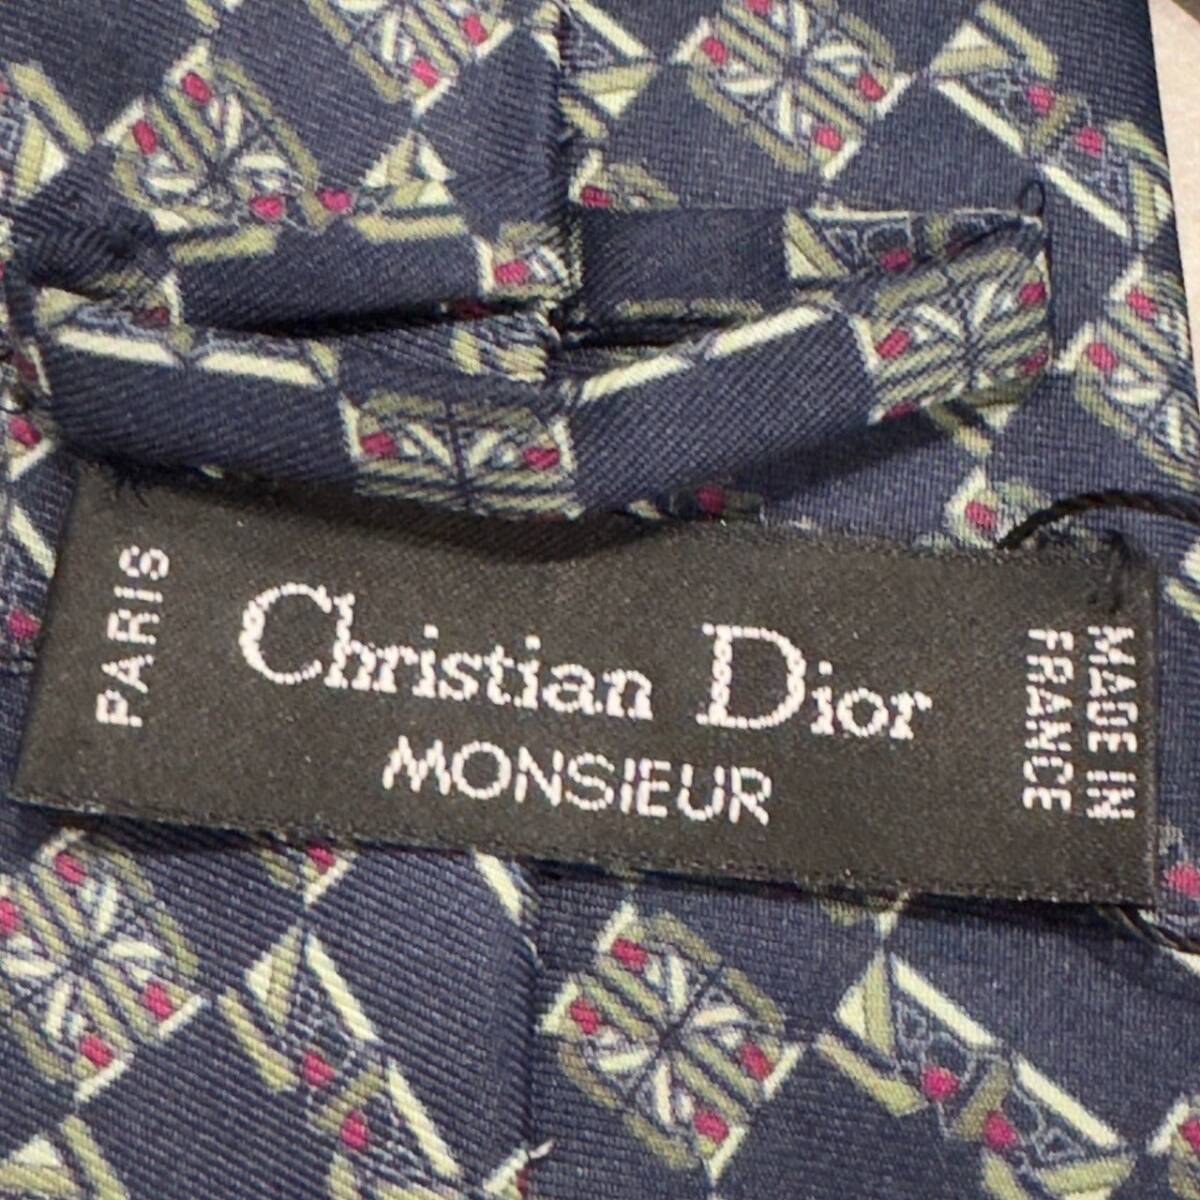 PARIS
Christian Dior
MONSIEUR
MADE IN
FRANCE